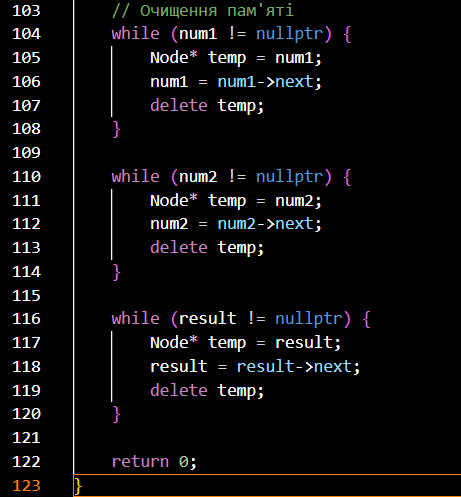 103 // Очищення пам'яті
104 while (num1 != nullptr) {
105 Node* temp = num1;
106 num1 = num1->next;
107 delete temp;
108 }
109
110 while (num2 != nullptr) {
111 Node* temp = num2;
112 num2 = num2->next;
113 delete temp;
114 }
115
116 while (result != nullptr) {
117 Node* temp = result;
118 result = result->next;
119 delete temp;
120 }
121
122 return 0;
123 }